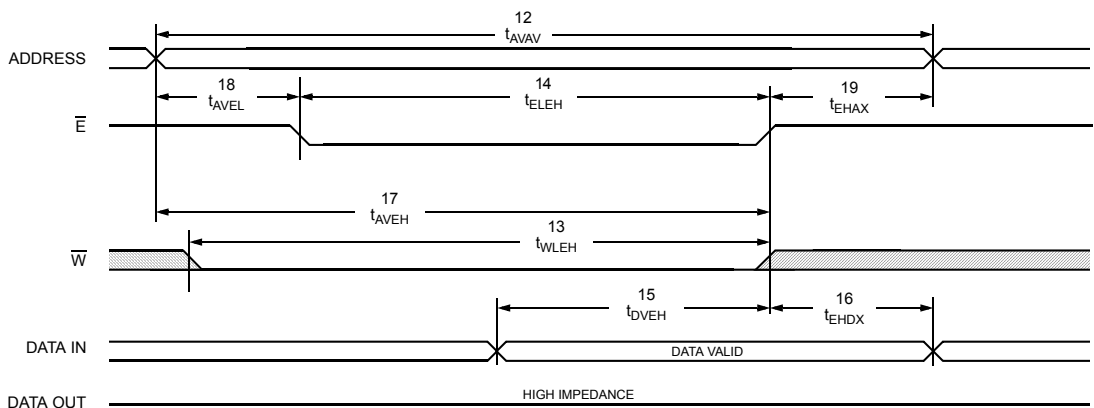 12
tAVAV
ADDRESS
18
tAVEL
14
tELEH
19
tEHAX
E
17
tAVEH
13
tWLEH
W
15
tDVEH
16
tEHDX
DATA IN
DATA VALID
DATA OUT
HIGH IMPEDANCE